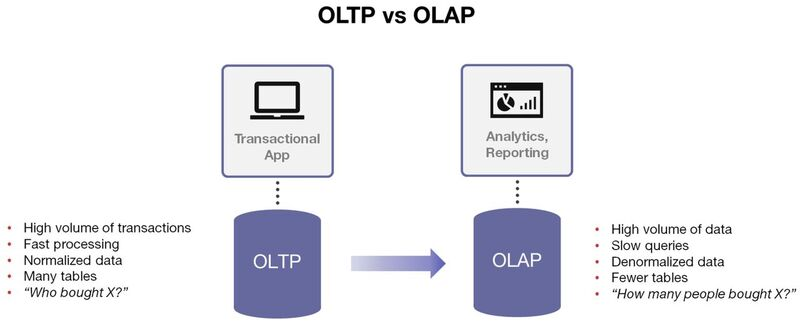 OLTP vs OLAP
Transactional
App
Analytics,
Reporting
• High volume of transactions
• Fast processing
• Normalized data
• Many tables
• “Who bought X?”
OLTP
OLAP
• High volume of data
• Slow queries
• Denormalized data
• Fewer tables
• “How many people bought X?”